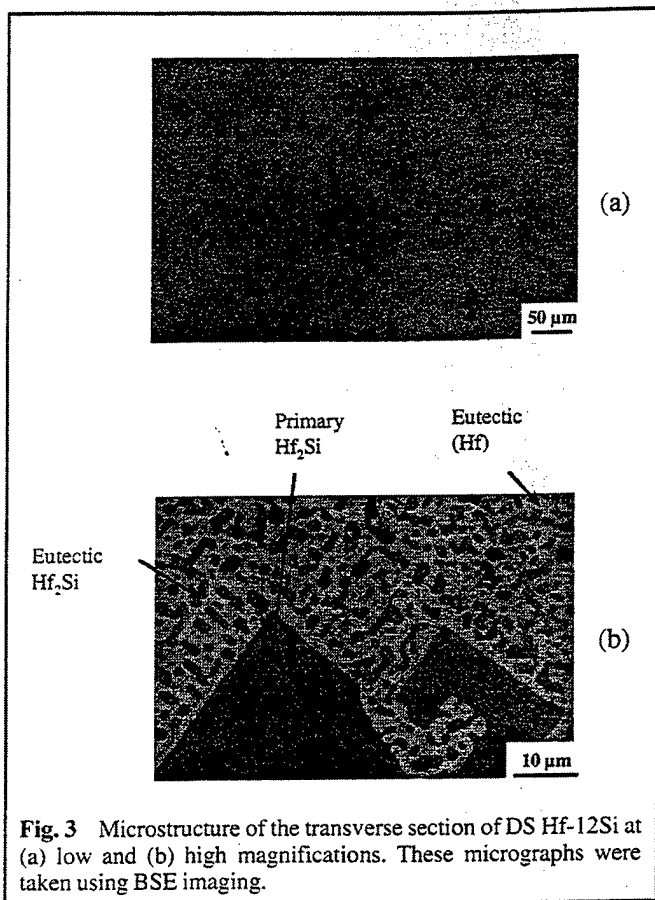 (a)
50 µm
Primary
Hf₂Si
Eutectic
(Hf)
Eutectic
Hf₂Si
(b)
10 µm
Fig. 3 Microstructure of the transverse section of DS Hf-12Si at
(a) low and (b) high magnifications. These micrographs were
taken using BSE imaging.